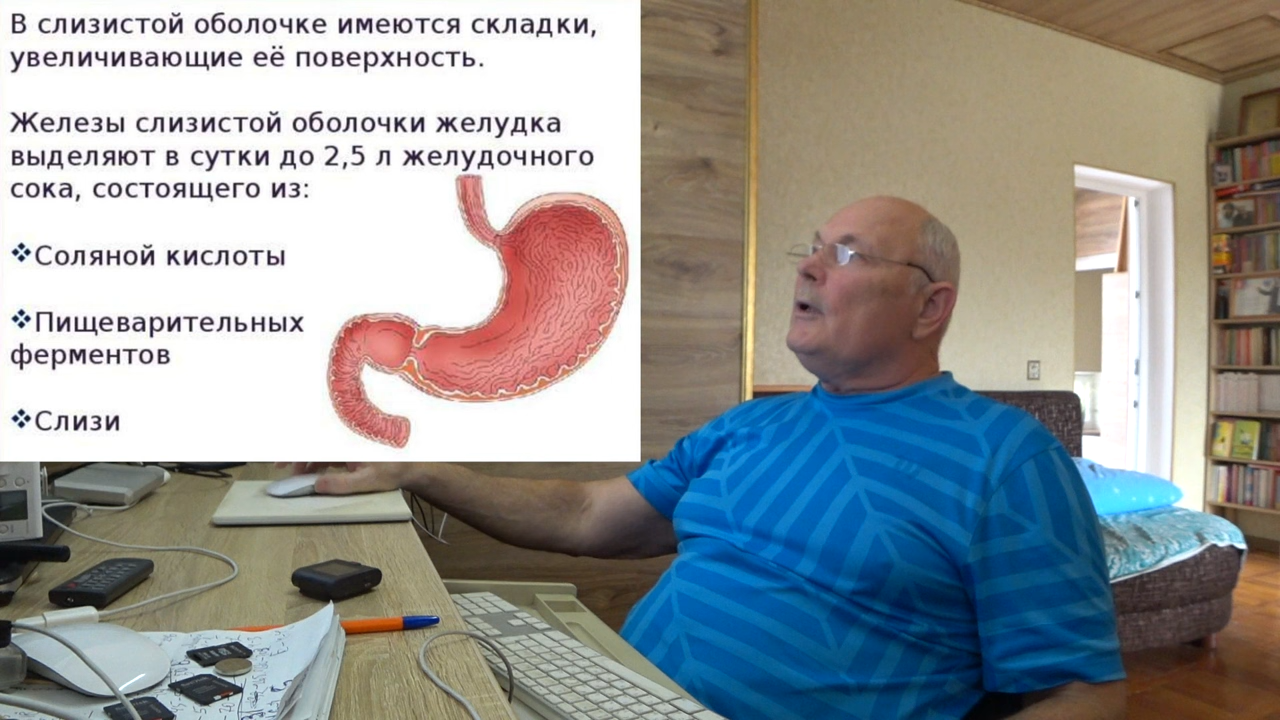 В слизистой оболочке имеются складки,
увеличивающие её поверхность.
Железы слизистой оболочки желудка
выделяют в сутки до 2,5 л желудочного
сока, состоящего из:
❖Соляной кислоты
❖Пищеварительных
ферментов
❖Слизи